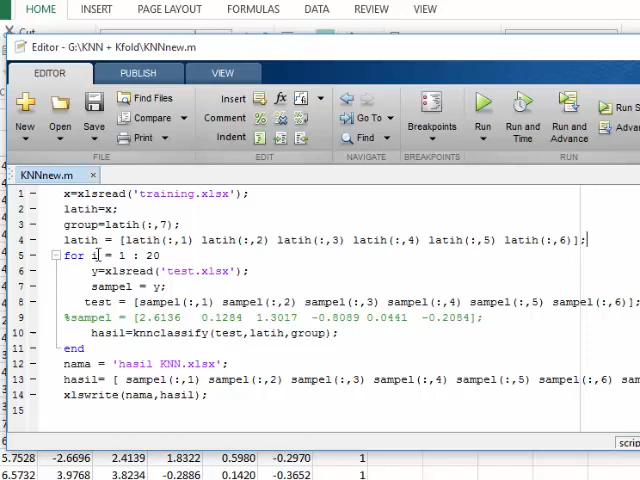 HOME INSERT PAGE LAYOUT FORMULAS DATA REVIEW VIEW
Editor - G:\KNN + Kfold\KNNnew.m
EDITOR PUBLISH VIEW
Find Files
Compare
Print
New Open Save
Insert
Comment
Indent
Go To
Find
Breakpoints
Run
Run and Time
Run and Advance
Run S
Advan
FILE EDIT NAVIGATE BREAKPOINTS RUN
KNNnew.m ×
1 x=xlsread('training.xlsx');
2 latih=x;
3 group=latih(:,7);
4 latih = [latih(:,1) latih(:,2) latih(:,3) latih(:,4) latih(:,5) latih(:,6)];
5 for i = 1 : 20
6 y=xlsread('test.xlsx');
7 sampel = y;
8 test = [sampel(:,1) sampel(:,2) sampel(:,3) sampel(:,4) sampel(:,5) sampel(:,6)];
9 %sampel = [2.6136 0.1284 1.3017 -0.8089 0.0441 -0.2084];
10 hasil=knnclassify(test,latih,group);
11 end
12 nama = 'hasil KNN.xlsx';
13 hasil= [ sampel(:,1) sampel(:,2) sampel(:,3) sampel(:,4) sampel(:,5) sampel(:,6) sam
14 xlswrite(nama,hasil);
15
scrip
5.7528 -2.6696 2.4139 1.8322 0.5980 -0.2970 1
6.5732 3.9768 3.8234 -0.2886 0.1420 -0.3652 1